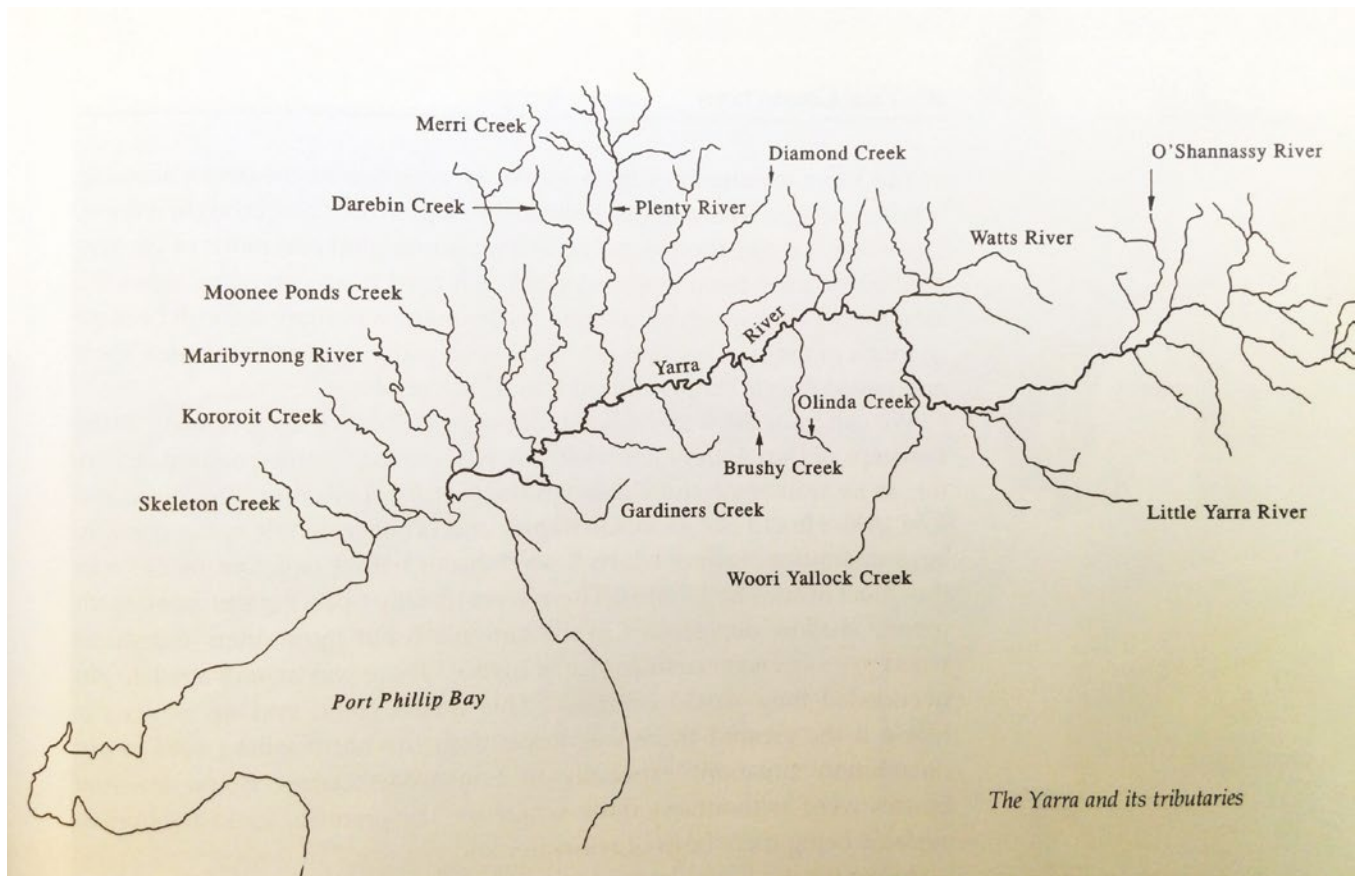 Merri Creek
Diamond Creek
O'Shannassy River
Darebin Creek
Plenty River
Watts River
Moonee Ponds Creek
Maribyrnong River
Yarra River
Kororoit Creek
Olinda Creek
Brushy Creek
Skeleton Creek
Gardiners Creek
Little Yarra River
Woori Yallock Creek
Port Phillip Bay
The Yarra and its tributaries